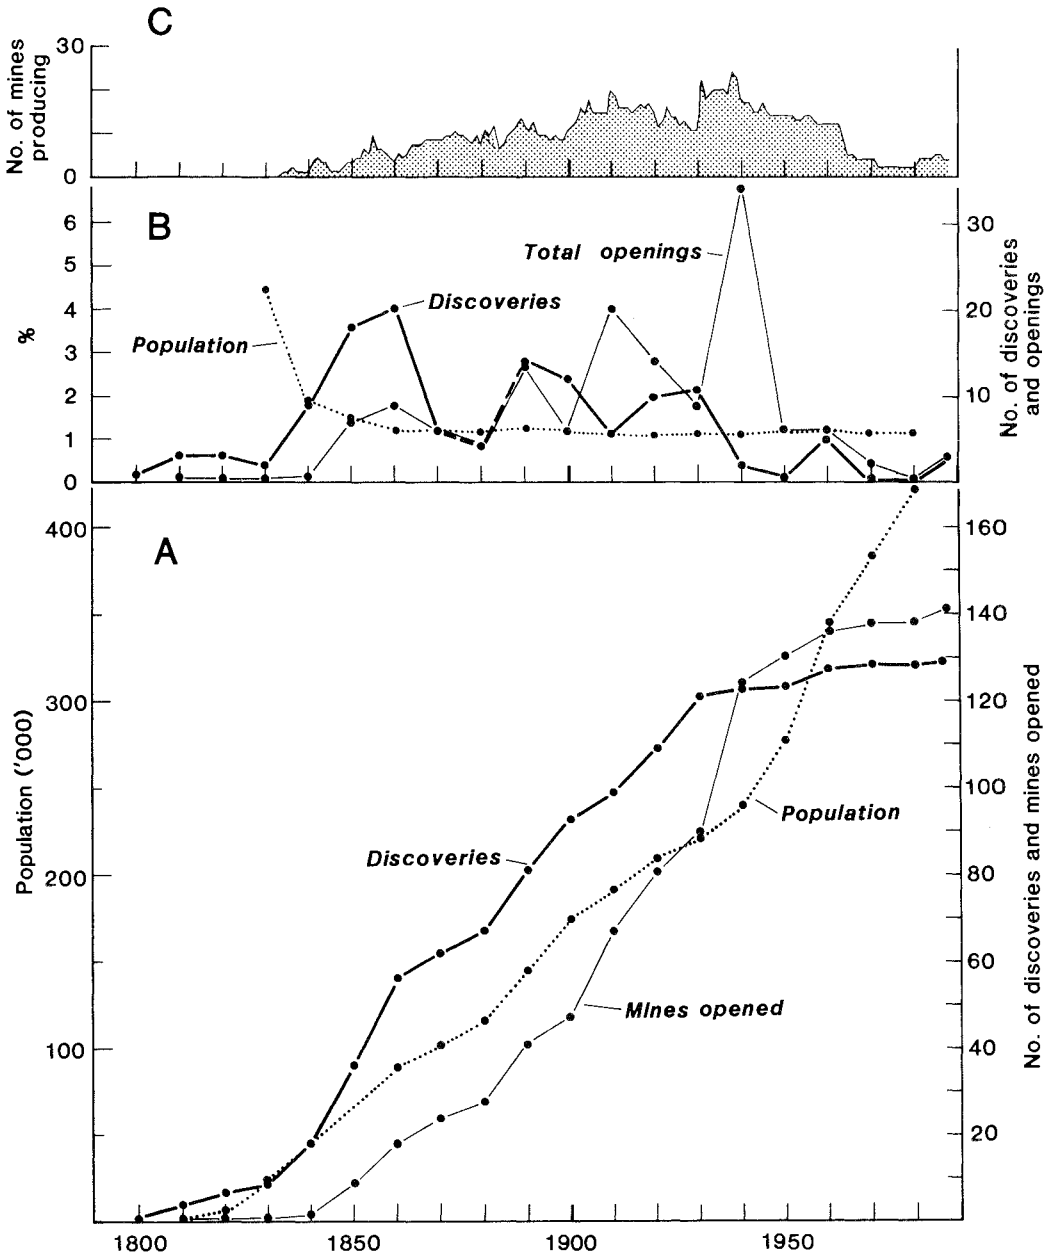 C
30
No. of mines
producing
0
B
6
5
4
3
2
1
0
%
Population
Discoveries
Total openings
30
20
10
No. of discoveries
and openings
A
400
300
200
100
Population ('000)
Discoveries
Population
MInes opened
160
140
120
100
80
60
40
20
No. of discoveries and mines opened
1800
1850
1900
1950